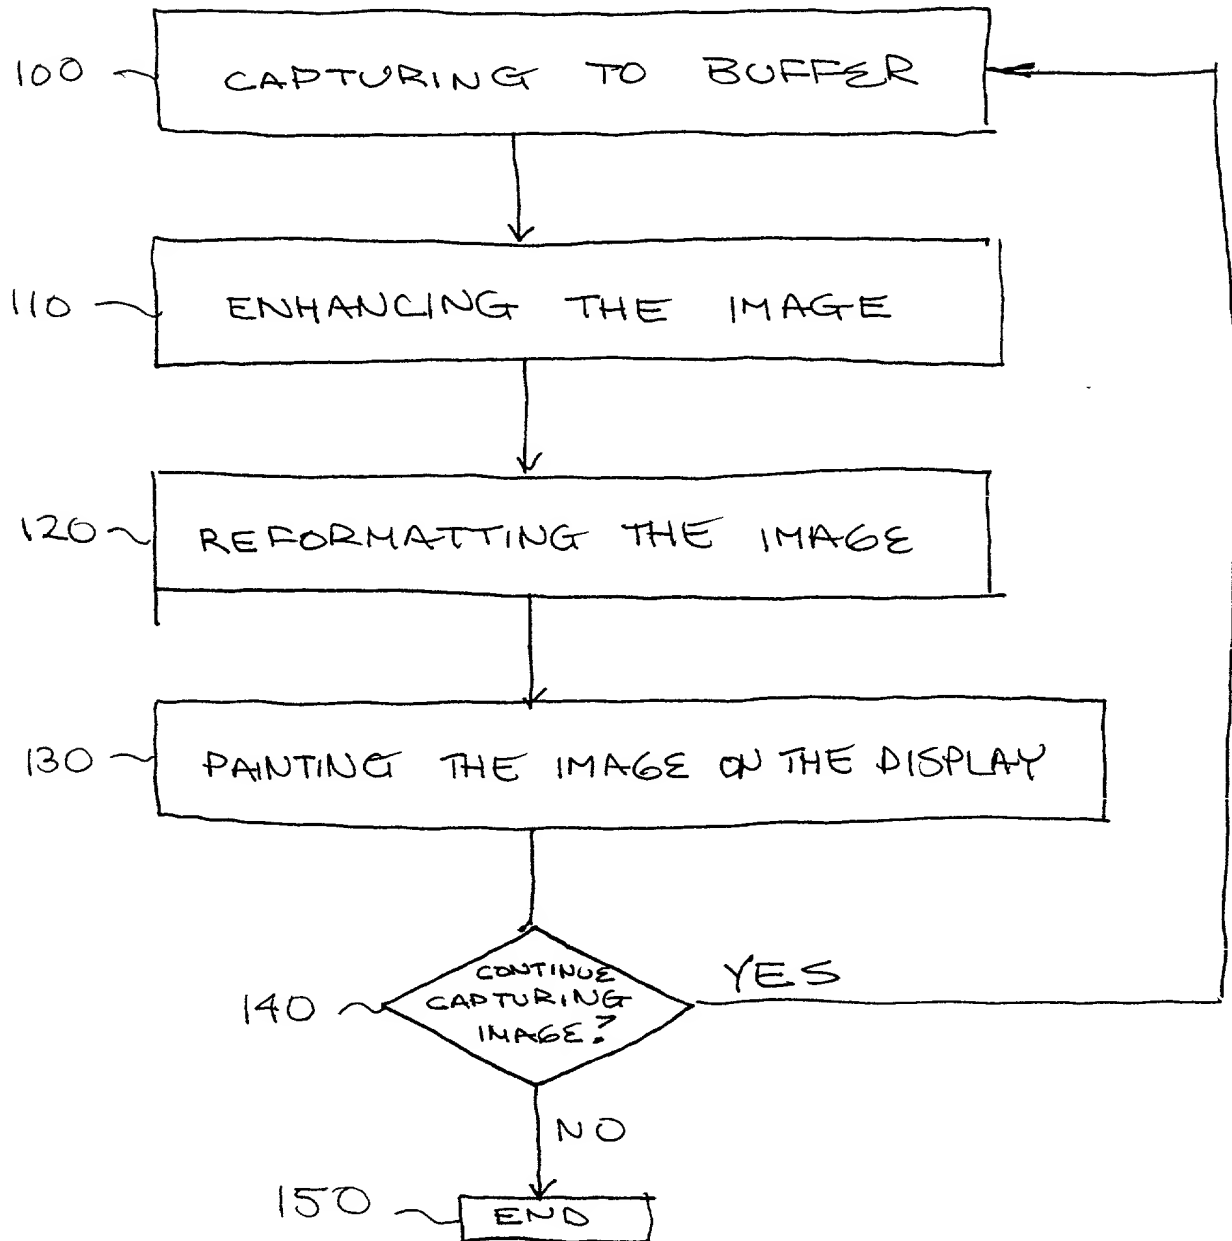 100 CAPTURING TO BUFFER
110 ENHANCING THE IMAGE
120 REFORMATTING THE IMAGE
130 PAINTING THE IMAGE ON THE DISPLAY
CONTINUE
140 CAPTURING
IMAGE?
YES
NO
150 END